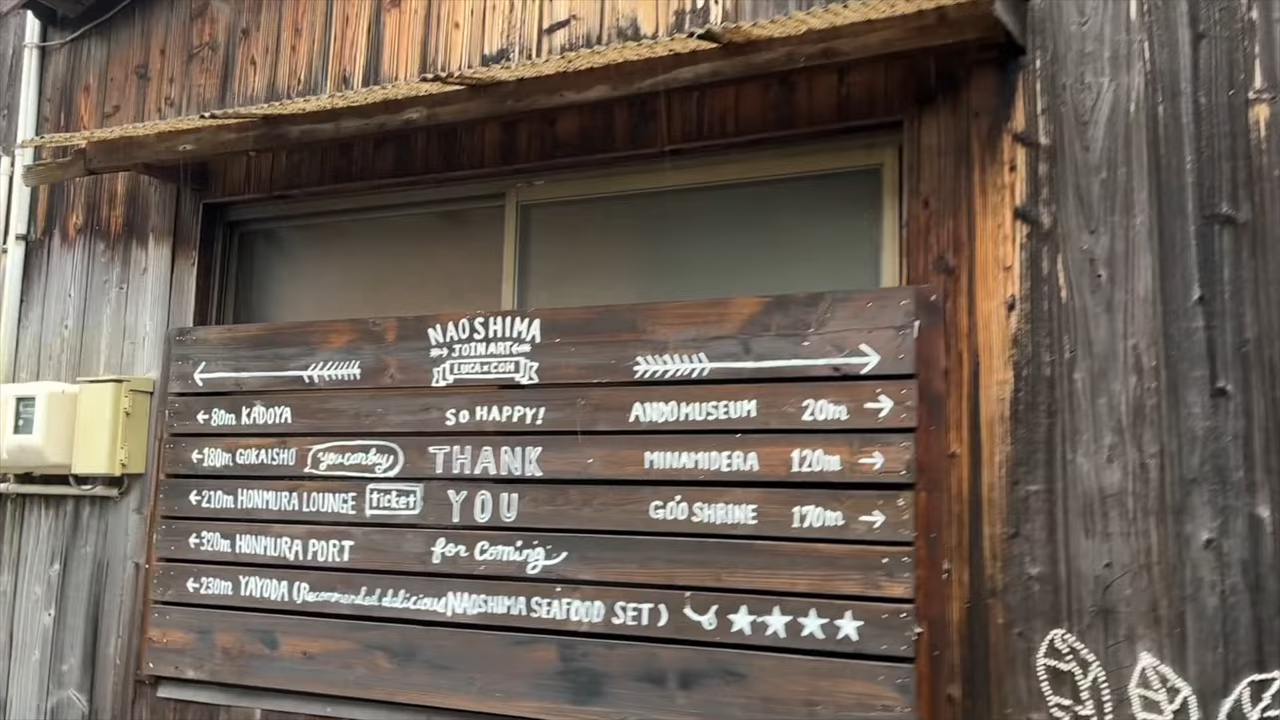 NAOSHIMA
JOIN ART
LUCA×COH
←80m KADOYA SO HAPPY! ANDO MUSEUM 20m →
←180m GOKAISHO you can buy THANK MINAMIDERA 120m →
←210m HONMURA LOUNGE ticket YOU GO'O SHRINE 170m →
←320m HONMURA PORT for Coming
←230m YAYODA (Recommended delicious NAOSHIMA SEAFOOD SET) ★★★★